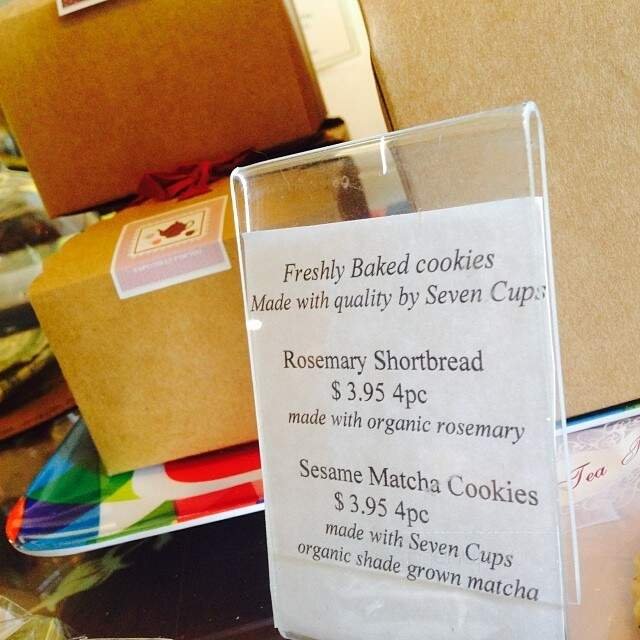 Freshly Baked cookies
Made with quality by Seven Cups
Rosemary Shortbread
$ 3.95 4pc
made with organic rosemary
Sesame Matcha Cookies
$ 3.95 4pc
made with Seven Cups
organic shade grown matcha
Tea